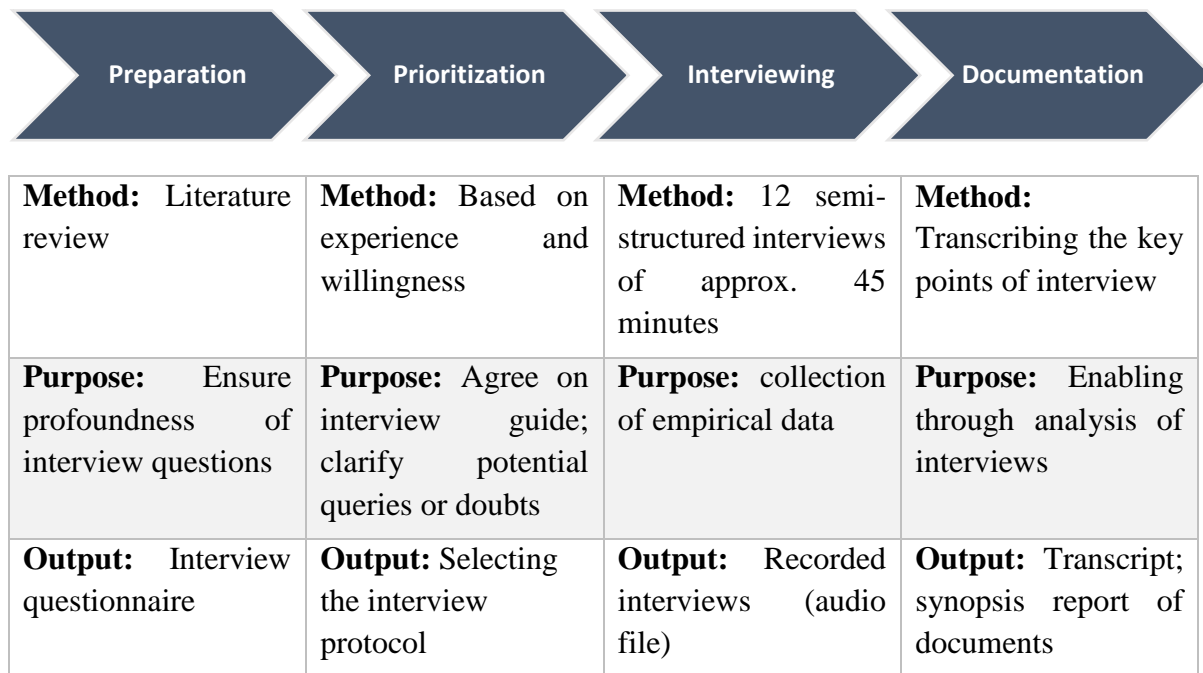 Preparation
Prioritization
Interviewing
Documentation
Method: Literature
review
Method: Based on
experience and
willingness
Method: 12 semi-
structured interviews
of approx. 45
minutes
Method:
Transcribing the key
points of interview
Purpose: Ensure
profoundness of
interview questions
Purpose: Agree on
interview guide;
clarify potential
queries or doubts
Purpose: collection
of empirical data
Purpose: Enabling
through analysis of
interviews
Output: Interview
questionnaire
Output: Selecting
the interview
protocol
Output: Recorded
interviews (audio
file)
Output: Transcript;
synopsis report of
documents